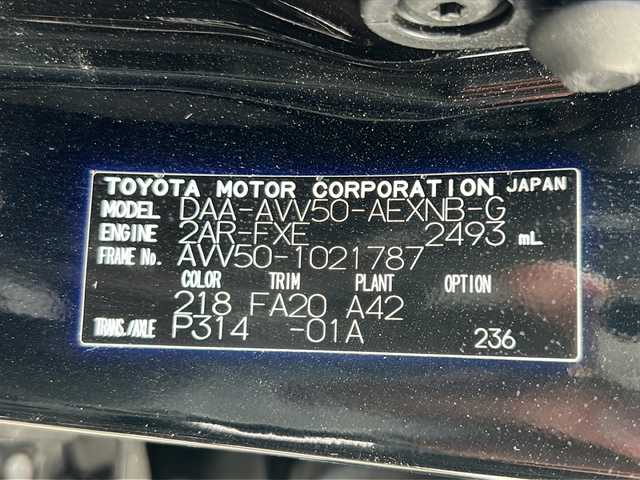 TOYOTA MOTOR CORPORATION JAPAN
MODEL DAA-AVV50-AEXNB-G
ENGINE 2AR-FXE 2493 mL
FRAME No. AVV50-1021787
COLOR TRIM PLANT OPTION
218 FA20 A42
TRANS./AXLE P314 -01A 236